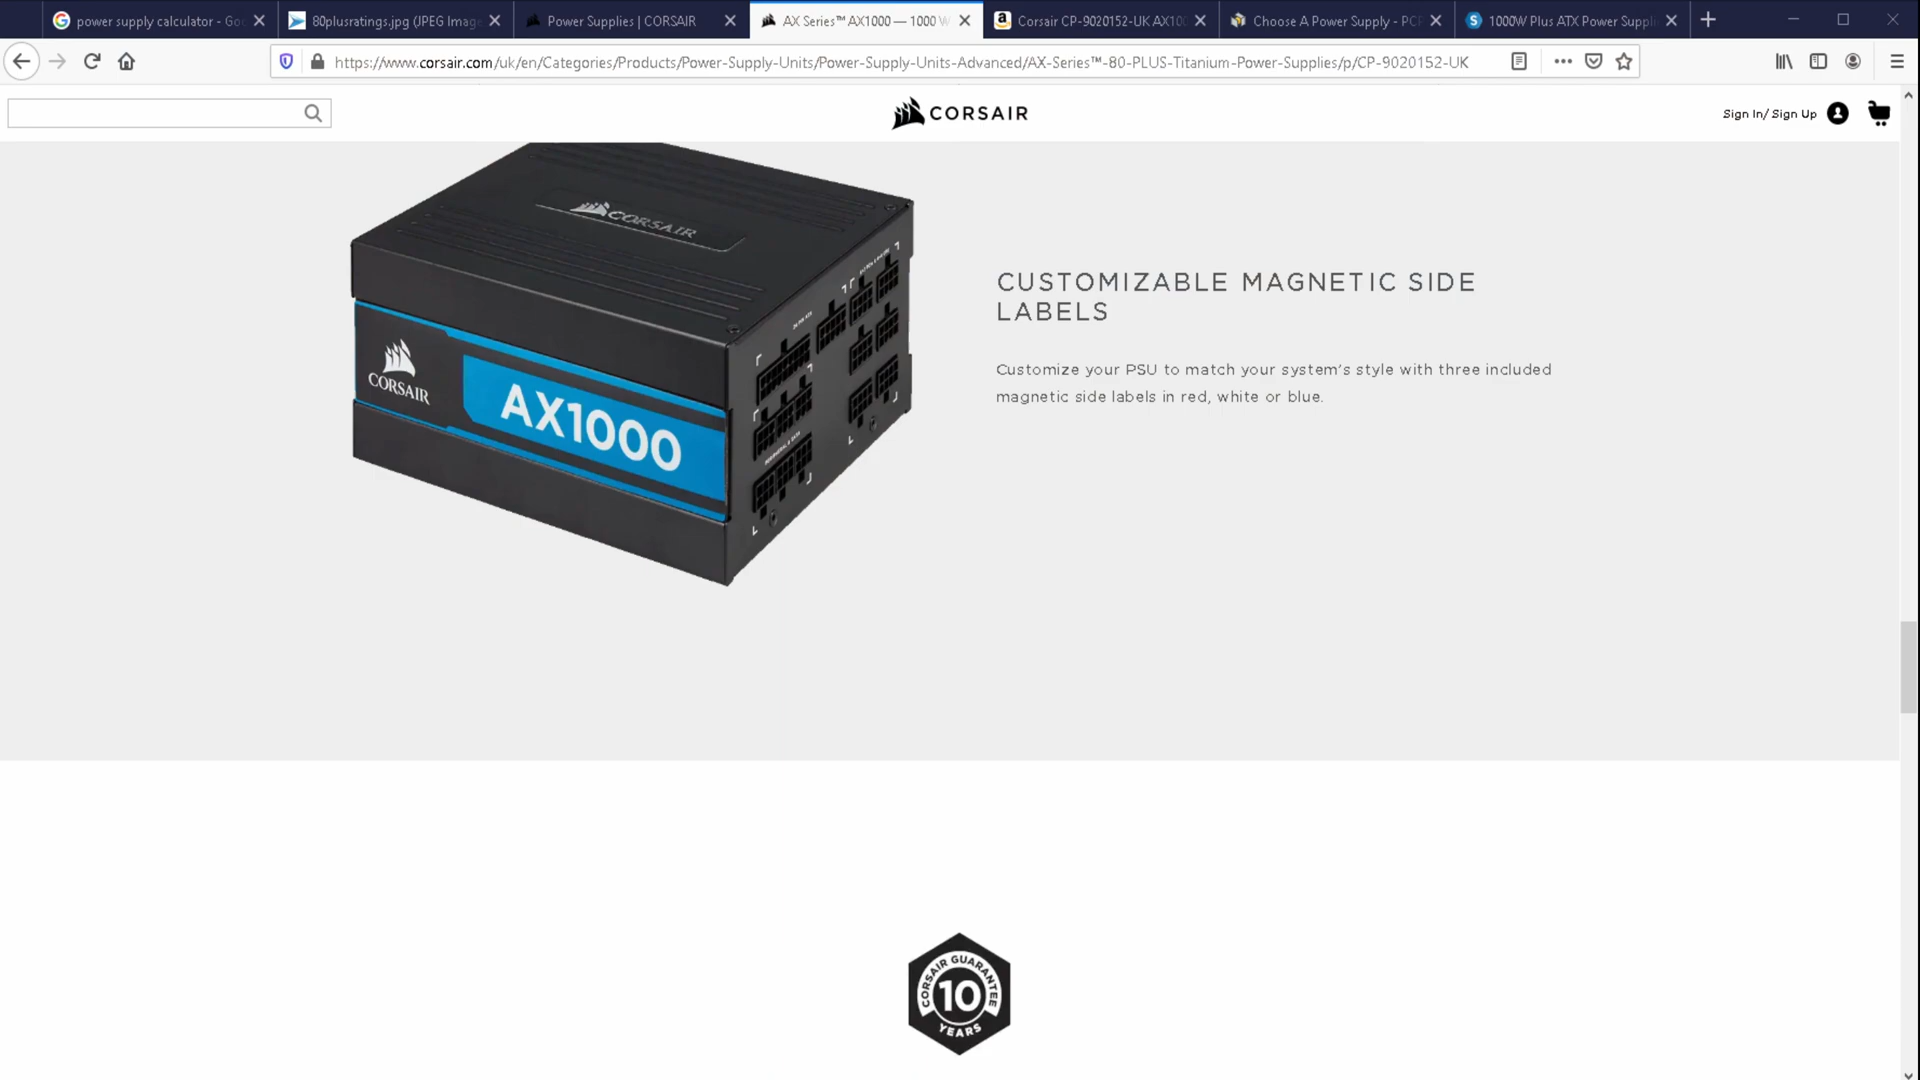 power supply calculator - Go
80plusratings.jpg (JPEG Imag
Power Supplies | CORSAIR
AX Series™ AX1000 — 1000 W
Corsair CP-9020152-UK AX100
Choose A Power Supply - PCP
1000W Plus ATX Power Suppli
https://www.corsair.com/uk/en/Categories/Products/Power-Supply-Units/Power-Supply-Units-Advanced/AX-Series™-80-PLUS-Titanium-Power-Supplies/p/CP-9020152-UK
CORSAIR
Sign In/ Sign Up
CORSAIR
CORSAIR
AX1000
CUSTOMIZABLE MAGNETIC SIDE
LABELS
Customize your PSU to match your system's style with three included
magnetic side labels in red, white or blue.
CORSAIR GUARANTEE
10
YEARS